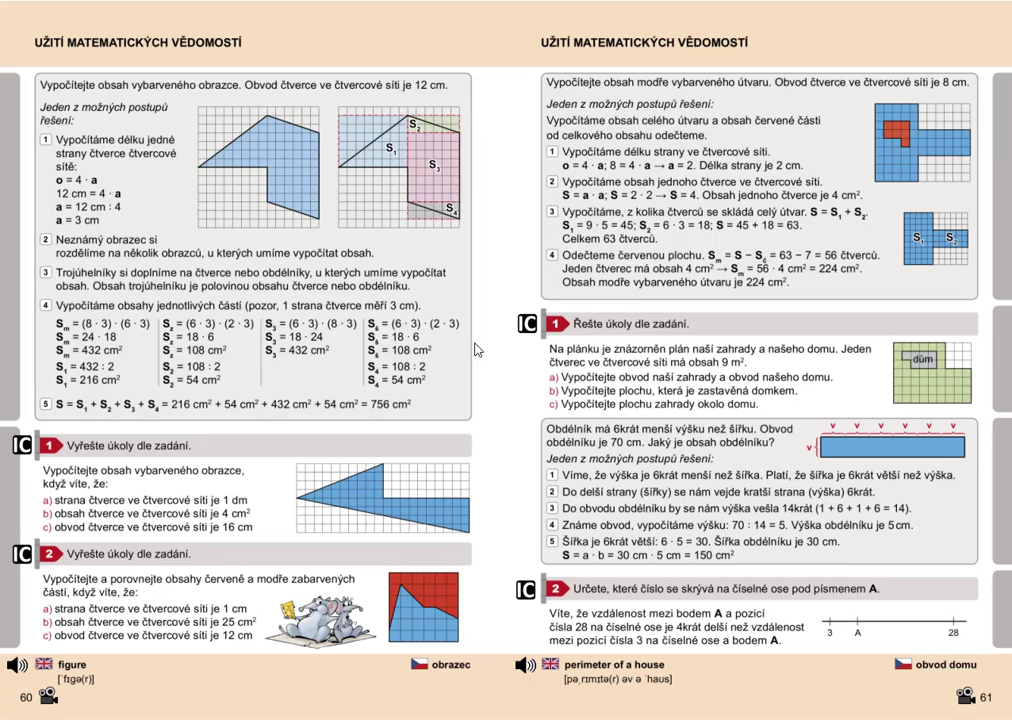 UŽITÍ MATEMATICKÝCH VĚDOMOSTÍ
Vypočítejte obsah vybarveného obrazce. Obvod čtverce ve čtvercové síti je 12 cm.
Jeden z možných postupů
řešení:
1 Vypočítáme délku jedné
strany čtverce čtvercové
sítě:
o = 4 · a
12 cm = 4 · a
a = 12 cm : 4
a = 3 cm
S₁
S₂
S₃
S₄
2 Neznámý obrazec si
rozdělíme na několik obrazců, u kterých umíme vypočítat obsah.
3 Trojúhelníky si doplníme na čtverce nebo obdélníky, u kterých umíme vypočítat
obsah. Obsah trojúhelníku je polovinou obsahu čtverce nebo obdélníku.
4 Vypočítáme obsahy jednotlivých částí (pozor, 1 strana čtverce měří 3 cm).
Sₘ = (8 · 3) · (6 · 3) S_z = (6 · 3) · (2 · 3) S₃ = (6 · 3) · (8 · 3) Sₛ = (6 · 3) · (2 · 3)
Sₘ = 24 · 18 S_z = 18 · 6 S₃ = 18 · 24 Sₛ = 18 · 6
Sₘ = 432 cm² S_z = 108 cm² S₃ = 432 cm² Sₛ = 108 cm²
S₁ = 432 : 2 S₂ = 108 : 2 S₄ = 108 : 2
S₁ = 216 cm² S₂ = 54 cm² S₄ = 54 cm²
5 S = S₁ + S₂ + S₃ + S₄ = 216 cm² + 54 cm² + 432 cm² + 54 cm² = 756 cm²
IC 1 Vyřešte úkoly dle zadání.
Vypočítejte obsah vybarveného obrazce,
když víte, že:
a) strana čtverce ve čtvercové síti je 1 dm
b) obsah čtverce ve čtvercové síti je 4 cm²
c) obvod čtverce ve čtvercové síti je 16 cm
IC 2 Vyřešte úkoly dle zadání.
Vypočítejte a porovnejte obsahy červeně a modře zabarvených
částí, když víte, že:
a) strana čtverce ve čtvercové síti je 1 cm
b) obsah čtverce ve čtvercové síti je 25 cm²
c) obvod čtverce ve čtvercové síti je 12 cm
figure
[ˈfɪgə(r)]
obrazec
60
UŽITÍ MATEMATICKÝCH VĚDOMOSTÍ
Vypočítejte obsah modře vybarveného útvaru. Obvod čtverce ve čtvercové síti je 8 cm.
Jeden z možných postupů řešení:
Vypočítáme obsah celého útvaru a obsah červené části
od celkového obsahu odečteme.
1 Vypočítáme délku strany ve čtvercové síti.
o = 4 · a; 8 = 4 · a → a = 2. Délka strany je 2 cm.
2 Vypočítáme obsah jednoho čtverce ve čtvercové síti.
S = a · a; S = 2 · 2 → S = 4. Obsah jednoho čtverce je 4 cm².
3 Vypočítáme, z kolika čtverců se skládá celý útvar. S = S₁ + S₂.
S₁ = 9 · 5 = 45; S₂ = 6 · 3 = 18; S = 45 + 18 = 63.
Celkem 63 čtverců.
S₁ S₂
4 Odečteme červenou plochu. Sₘ = S – S_č = 63 – 7 = 56 čtverců.
Jeden čtverec má obsah 4 cm² → Sₘ = 56 · 4 cm² = 224 cm².
Obsah modře vybarveného útvaru je 224 cm².
IC 1 Řešte úkoly dle zadání.
Na plánku je znázorněn plán naší zahrady a našeho domu. Jeden
čtverec ve čtvercové síti má obsah 9 m².
a) Vypočítejte obvod naší zahrady a obvod našeho domu.
b) Vypočítejte plochu, která je zastavěná domkem.
c) Vypočítejte plochu zahrady okolo domu.
dům
Obdélník má 6krát menší výšku než šířku. Obvod
obdélníku je 70 cm. Jaký je obsah obdélníku?
v v v v v v
v
Jeden z možných postupů řešení:
1 Víme, že výška je 6krát menší než šířka. Platí, že šířka je 6krát větší než výška.
2 Do delší strany (šířky) se nám vejde kratší strana (výška) 6krát.
3 Do obvodu obdélníku by se nám výška vešla 14krát (1 + 6 + 1 + 6 = 14).
4 Známe obvod, vypočítáme výšku: 70 : 14 = 5. Výška obdélníku je 5 cm.
5 Šířka je 6krát větší: 6 · 5 = 30. Šířka obdélníku je 30 cm.
S = a · b = 30 cm · 5 cm = 150 cm²
IC 2 Určete, které číslo se skrývá na číselné ose pod písmenem A.
Víte, že vzdálenost mezi bodem A a pozicí
čísla 28 na číselné ose je 4krát delší než vzdálenost
mezi pozicí čísla 3 na číselné ose a bodem A.
3 A 28
perimeter of a house
[pəˌrɪmɪtə(r) əv ə ˈhaʊs]
obvod domu
61